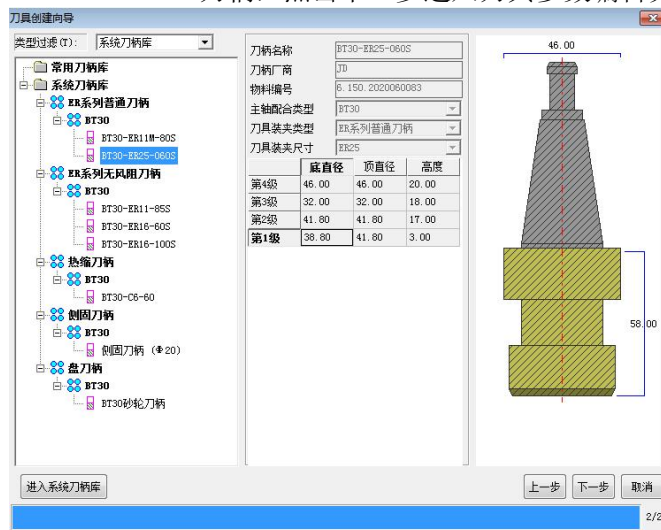 刀具创建向导
类型过滤(T): 系统刀柄库
常用刀柄库
系统刀柄库
ER系列普通刀柄
BT30
BT30-ER11M-80S
BT30-ER25-060S
ER系列无风阻刀柄
BT30
BT30-ER11-85S
BT30-ER16-60S
BT30-ER16-100S
热缩刀柄
BT30
BT30-C6-60
侧固刀柄
BT30
侧固刀柄 (Φ20)
盘刀柄
BT30
BT30砂轮刀柄
刀柄名称 BT30-ER25-060S
刀柄厂商 JD
物料编号 6.150.2020060083
主轴配合类型 BT30
刀具装夹类型 ER系列普通刀柄
刀具装夹尺寸 ER25
底直径 顶直径 高度
第4级 46.00 46.00 20.00
第3级 32.00 32.00 18.00
第2级 41.80 41.80 17.00
第1级 38.80 41.80 3.00
46.00
58.00
进入系统刀柄库 上一步 下一步 取消
2/2